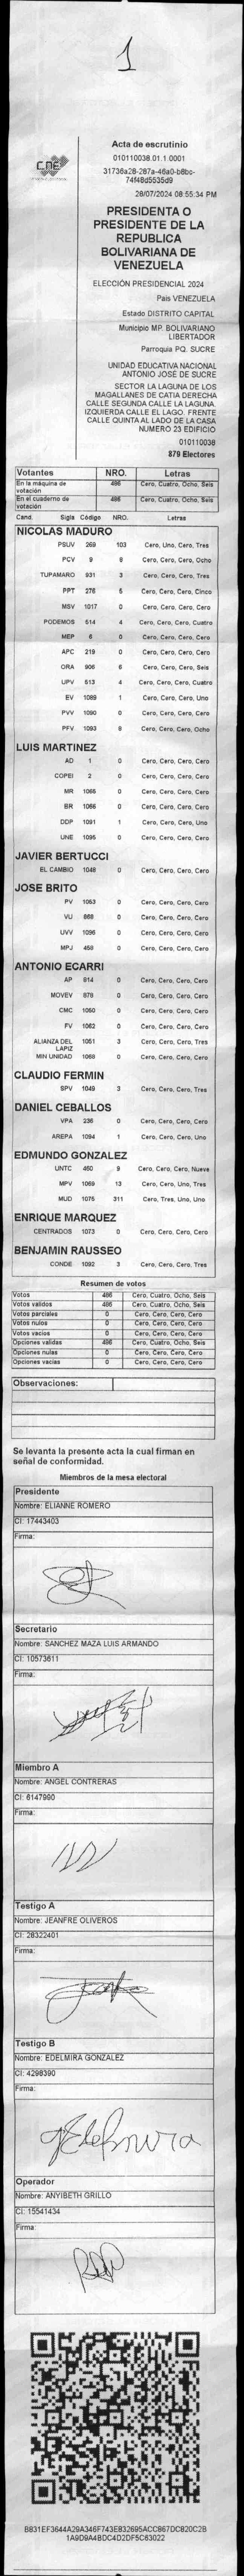 1
Acta de escrutinio
010110038.01.1.0001
31736a28-287a-46a0-b8bc-
74f48d5535d9
28/07/2024 08:55:34 PM
CNE
PRESIDENTA O
PRESIDENTE DE LA
REPUBLICA
BOLIVARIANA DE
VENEZUELA
ELECCIÓN PRESIDENCIAL 2024
Pais VENEZUELA
Estado DISTRITO CAPITAL
Municipio MP. BOLIVARIANO
LIBERTADOR
Parroquia PQ. SUCRE
UNIDAD EDUCATIVA NACIONAL
ANTONIO JOSE DE SUCRE
SECTOR LA LAGUNA DE LOS
MAGALLANES DE CATIA DERECHA
CALLE SEGUNDA CALLE LA LAGUNA.
IZQUIERDA CALLE EL LAGO. FRENTE
CALLE QUINTA AL LADO DE LA CASA
NUMERO 23 EDIFICIO
010110038
879 Electores
Votantes NRO. Letras
En la máquina de votación 486 Cero, Cuatro, Ocho, Seis
En el cuaderno de votación 486 Cero, Cuatro, Ocho, Seis
Cand. Sigla Código NRO. Letras
NICOLAS MADURO
PSUV 269 103 Cero, Uno, Cero, Tres
PCV 9 8 Cero, Cero, Cero, Ocho
TUPAMARO 931 3 Cero, Cero, Cero, Tres
PPT 276 5 Cero, Cero, Cero, Cinco
MSV 1017 0 Cero, Cero, Cero, Cero
PODEMOS 514 4 Cero, Cero, Cero, Cuatro
MEP 6 0 Cero, Cero, Cero, Cero
APC 219 0 Cero, Cero, Cero, Cero
ORA 906 6 Cero, Cero, Cero, Seis
UPV 513 4 Cero, Cero, Cero, Cuatro
EV 1089 1 Cero, Cero, Cero, Uno
PVV 1090 0 Cero, Cero, Cero, Cero
PFV 1093 8 Cero, Cero, Cero, Ocho
LUIS MARTINEZ
AD 1 0 Cero, Cero, Cero, Cero
COPEI 2 0 Cero, Cero, Cero, Cero
MR 1065 0 Cero, Cero, Cero, Cero
BR 1066 0 Cero, Cero, Cero, Cero
DDP 1091 1 Cero, Cero, Cero, Uno
UNE 1095 0 Cero, Cero, Cero, Cero
JAVIER BERTUCCI
EL CAMBIO 1048 0 Cero, Cero, Cero, Cero
JOSE BRITO
PV 1053 0 Cero, Cero, Cero, Cero
VU 868 0 Cero, Cero, Cero, Cero
UVV 1096 0 Cero, Cero, Cero, Cero
MPJ 458 0 Cero, Cero, Cero, Cero
ANTONIO ECARRI
AP 814 0 Cero, Cero, Cero, Cero
MOVEV 878 0 Cero, Cero, Cero, Cero
CMC 1050 0 Cero, Cero, Cero, Cero
FV 1062 0 Cero, Cero, Cero, Cero
ALIANZA DEL LAPIZ 1051 3 Cero, Cero, Cero, Tres
MIN UNIDAD 1068 0 Cero, Cero, Cero, Cero
CLAUDIO FERMIN
SPV 1049 3 Cero, Cero, Cero, Tres
DANIEL CEBALLOS
VPA 236 0 Cero, Cero, Cero, Cero
AREPA 1094 1 Cero, Cero, Cero, Uno
EDMUNDO GONZALEZ
UNTC 460 9 Cero, Cero, Cero, Nueve
MPV 1069 13 Cero, Cero, Uno, Tres
MUD 1075 311 Cero, Tres, Uno, Uno
ENRIQUE MARQUEZ
CENTRADOS 1073 0 Cero, Cero, Cero, Cero
BENJAMIN RAUSSEO
CONDE 1092 3 Cero, Cero, Cero, Tres
Resumen de votos
Votos 486 Cero, Cuatro, Ocho, Seis
Votos validos 486 Cero, Cuatro, Ocho, Seis
Votos parciales 0 Cero, Cero, Cero, Cero
Votos nulos 0 Cero, Cero, Cero, Cero
Votos vacios 0 Cero, Cero, Cero, Cero
Opciones validas 486 Cero, Cuatro, Ocho, Seis
Opciones nulas 0 Cero, Cero, Cero, Cero
Opciones vacias 0 Cero, Cero, Cero, Cero
Observaciones:
Se levanta la presente acta la cual firman en
señal de conformidad.
Miembros de la mesa electoral
Presidente
Nombre: ELIANNE ROMERO
CI: 17443403
Firma:
Secretario
Nombre: SANCHEZ MAZA LUIS ARMANDO
CI: 10573611
Firma:
Miembro A
Nombre: ANGEL CONTRERAS
CI: 6147990
Firma:
Testigo A
Nombre: JEANFRE OLIVEROS
CI: 28322401
Firma:
Testigo B
Nombre: EDELMIRA GONZALEZ
CI: 4298390
Firma:
Edelmira
Operador
Nombre: ANYIBETH GRILLO
CI: 15541434
Firma:
B831EF3644A29A346F743E832695ACC867DC820C2B
1A9D9A4BDC4D2DF5C63022